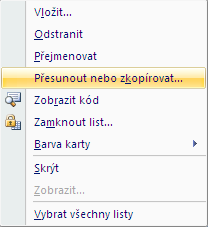 Vložit...
Odstranit
Přejmenovat
Přesunout nebo zkopírovat...
Zobrazit kód
Zamknout list...
Barva karty
Skrýt
Zobrazit...
Vybrat všechny listy